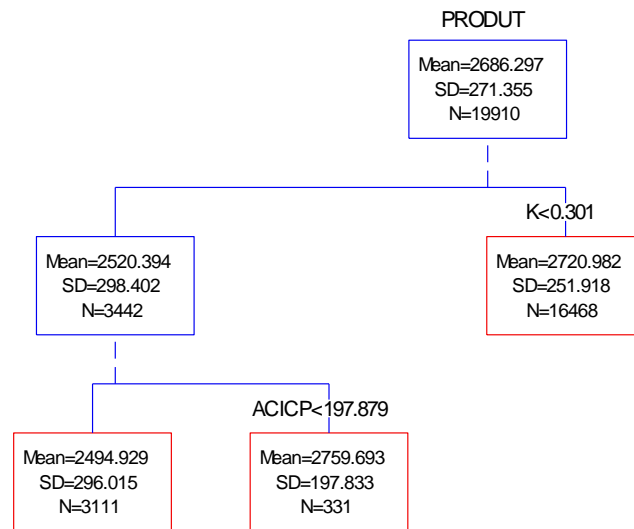 PRODUT
Mean=2686.297
SD=271.355
N=19910
K<0.301
Mean=2520.394
SD=298.402
N=3442
Mean=2720.982
SD=251.918
N=16468
ACICP<197.879
Mean=2494.929
SD=296.015
N=3111
Mean=2759.693
SD=197.833
N=331